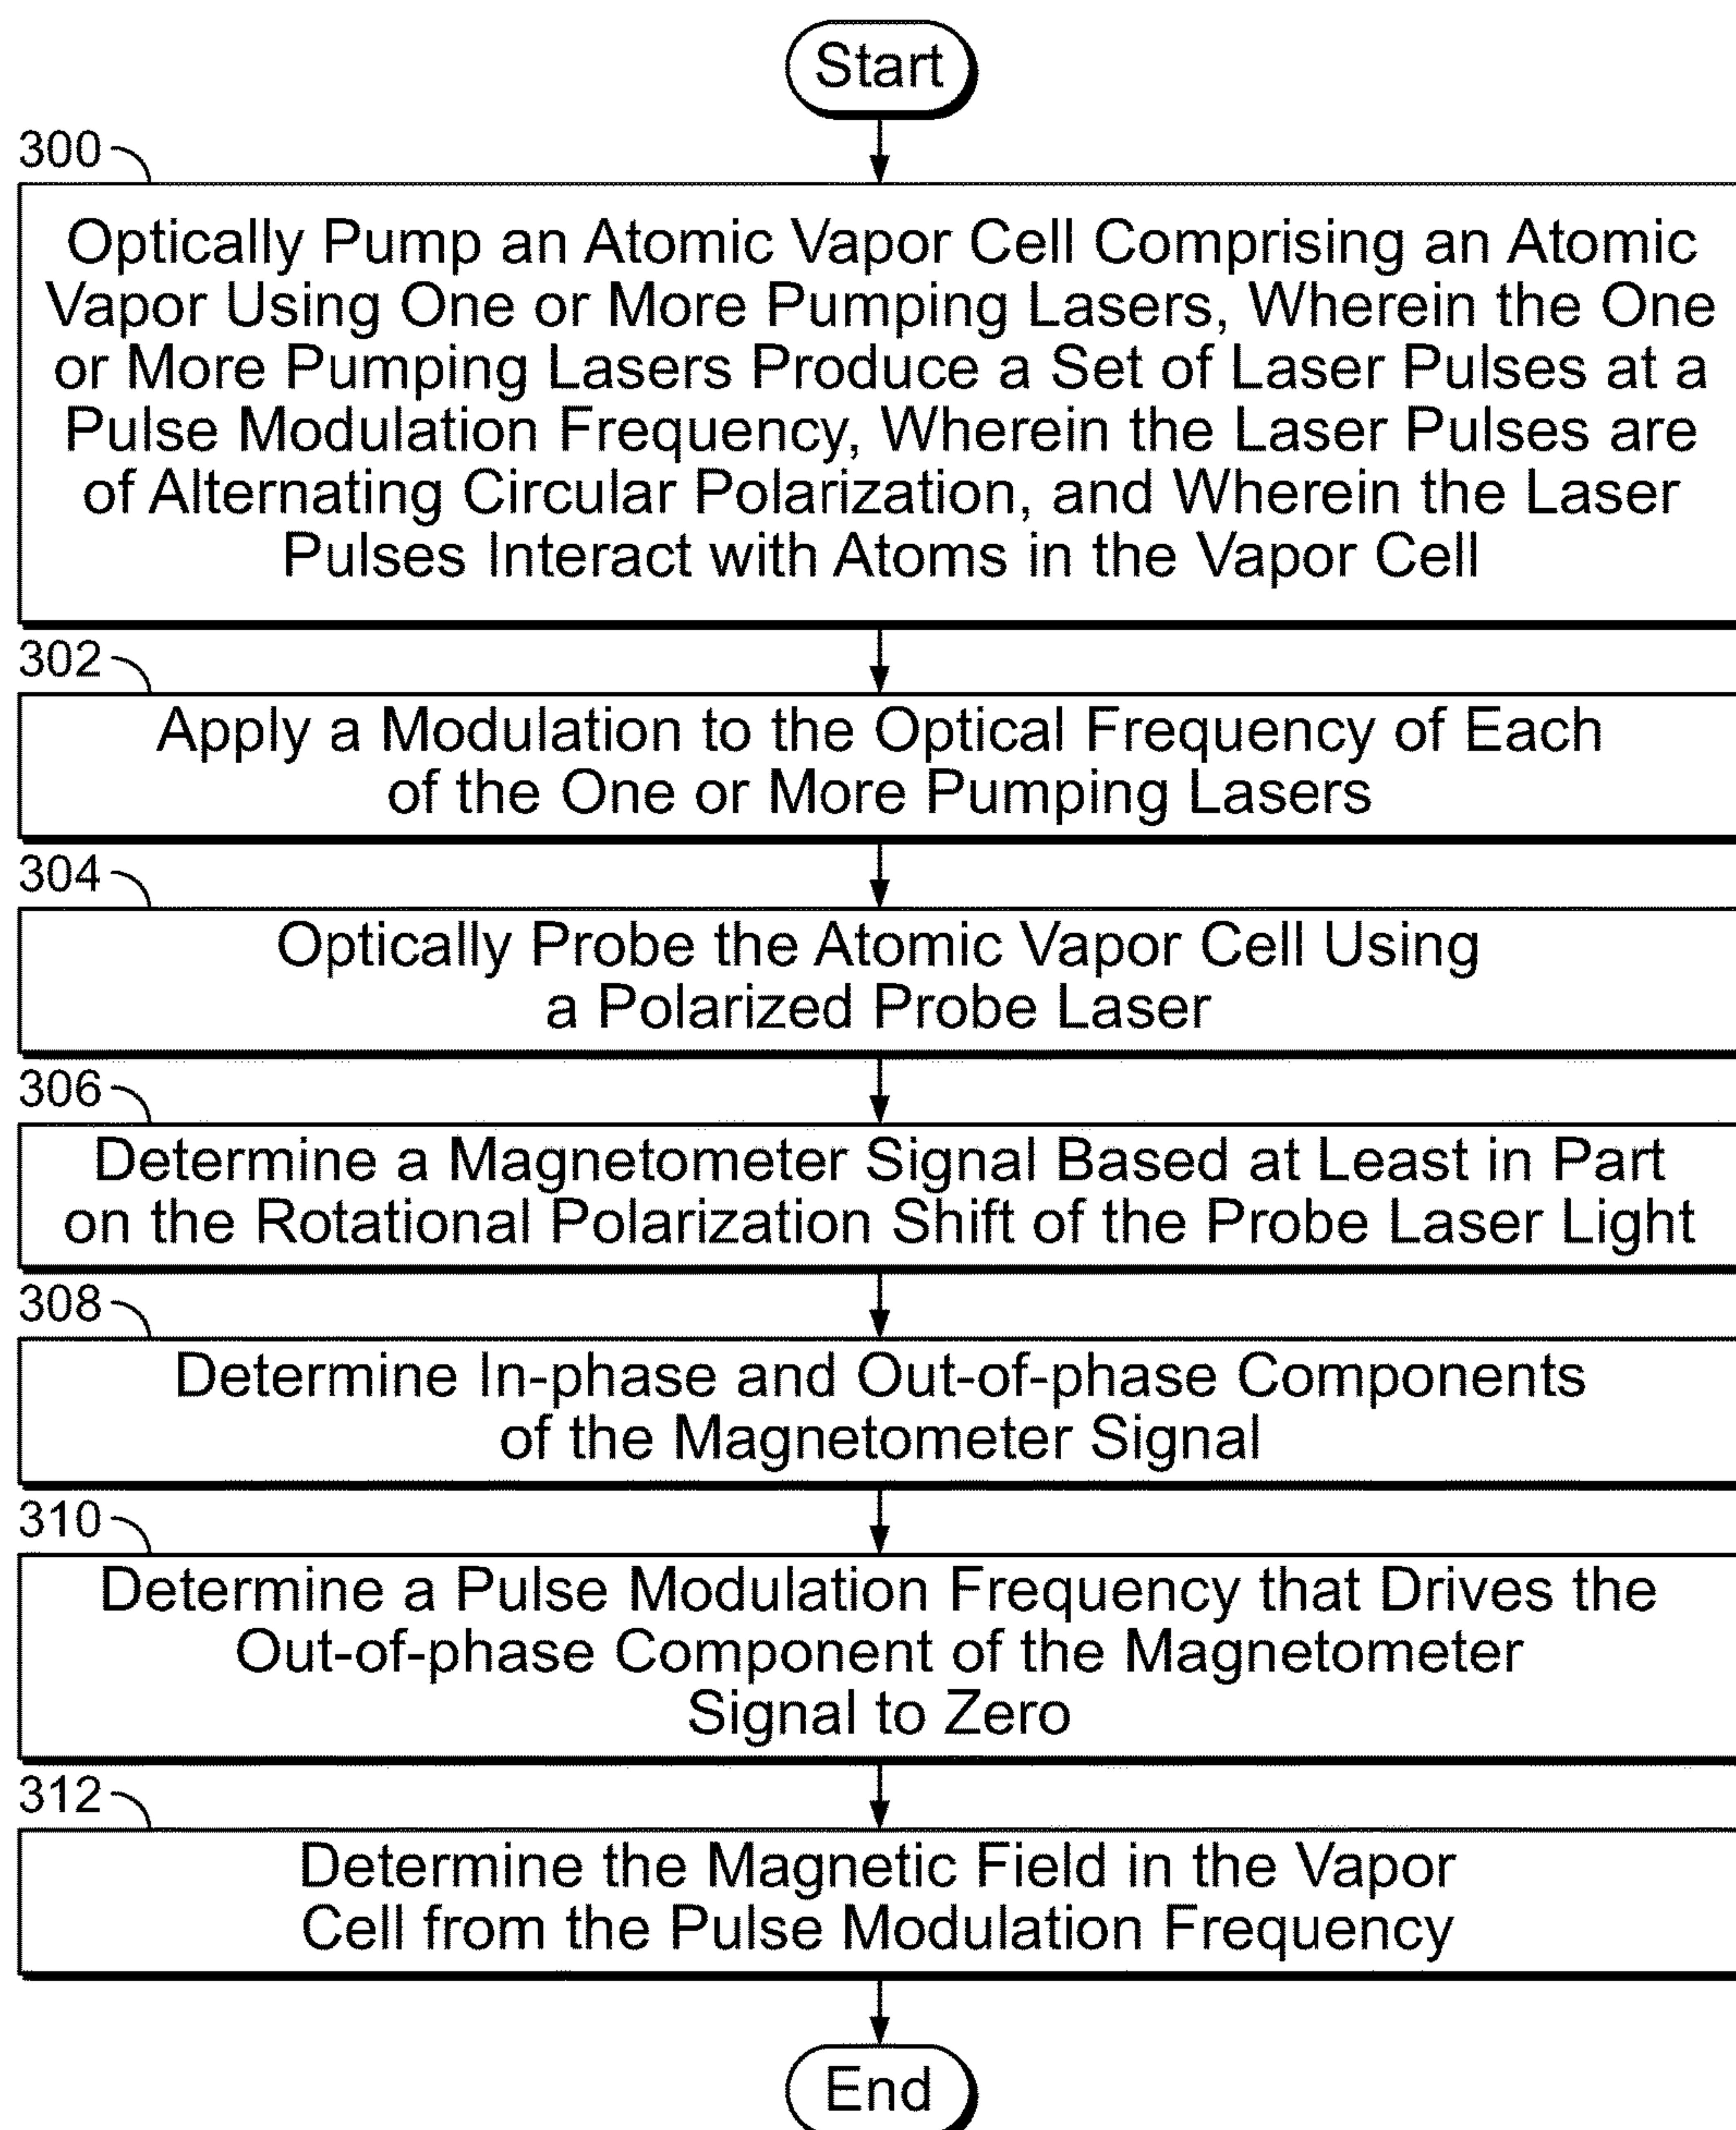 Start
300
Optically Pump an Atomic Vapor Cell Comprising an Atomic
Vapor Using One or More Pumping Lasers, Wherein the One
or More Pumping Lasers Produce a Set of Laser Pulses at a
Pulse Modulation Frequency, Wherein the Laser Pulses are
of Alternating Circular Polarization, and Wherein the Laser
Pulses Interact with Atoms in the Vapor Cell
302
Apply a Modulation to the Optical Frequency of Each
of the One or More Pumping Lasers
304
Optically Probe the Atomic Vapor Cell Using
a Polarized Probe Laser
306
Determine a Magnetometer Signal Based at Least in Part
on the Rotational Polarization Shift of the Probe Laser Light
308
Determine In-phase and Out-of-phase Components
of the Magnetometer Signal
310
Determine a Pulse Modulation Frequency that Drives the
Out-of-phase Component of the Magnetometer
Signal to Zero
312
Determine the Magnetic Field in the Vapor
Cell from the Pulse Modulation Frequency
End